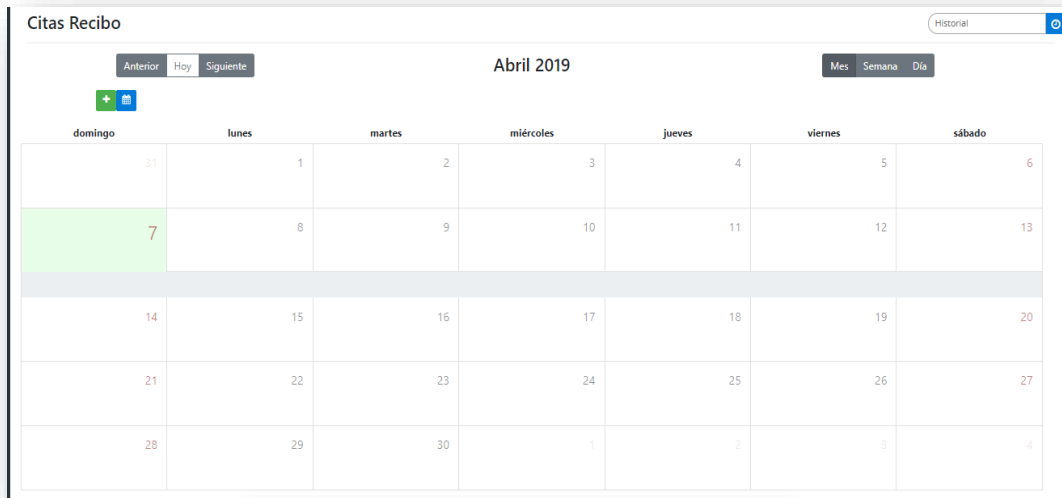 Citas Recibo
Historial
Anterior Hoy Siguiente
Abril 2019
Mes Semana Día
domingo lunes martes miércoles jueves viernes sábado
31 1 2 3 4 5 6
7 8 9 10 11 12 13
14 15 16 17 18 19 20
21 22 23 24 25 26 27
28 29 30 1 2 3 4